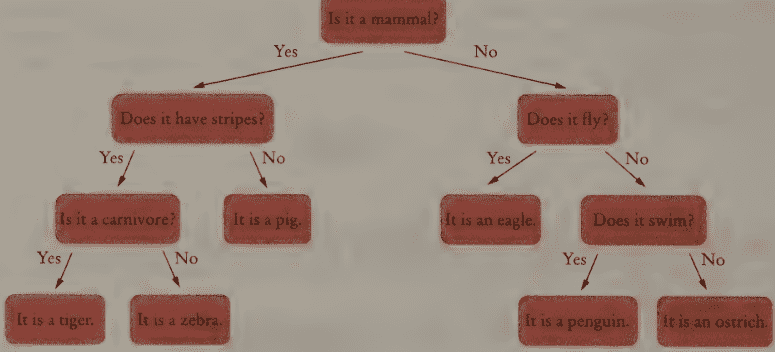 Is it a mammal?
Yes
No
Does it have stripes?
Does it fly?
Yes
No
Yes
No
Is it a carnivore?
It is a pig.
It is an eagle.
Does it swim?
Yes
No
Yes
No
It is a tiger.
It is a zebra.
It is a penguin.
It is an ostrich.